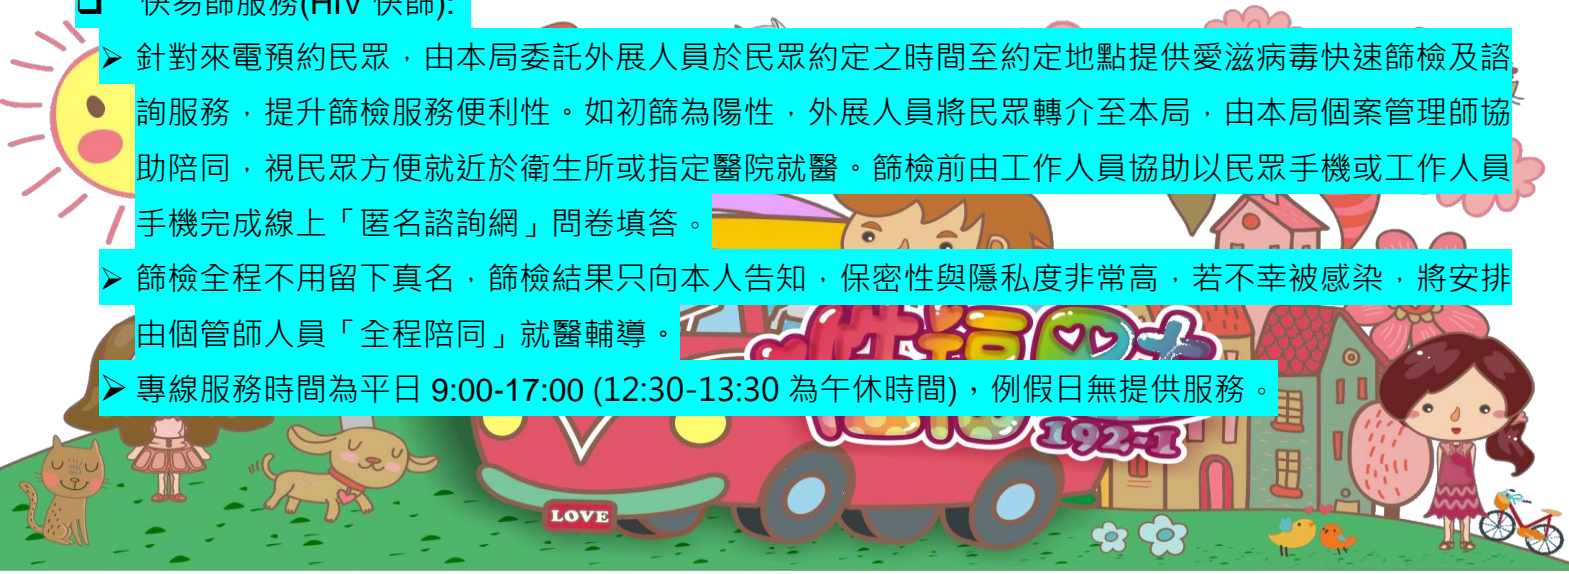 ❑ 快易篩服務(HIV 快篩):
➢ 針對來電預約民眾，由本局委託外展人員於民眾約定之時間至約定地點提供愛滋病毒快速篩檢及諮
詢服務，提升篩檢服務便利性。如初篩為陽性，外展人員將民眾轉介至本局，由本局個案管理師協
助陪同，視民眾方便就近於衛生所或指定醫院就醫。篩檢前由工作人員協助以民眾手機或工作人員
手機完成線上「匿名諮詢網」問卷填答。
➢ 篩檢全程不用留下真名，篩檢結果只向本人告知，保密性與隱私度非常高，若不幸被感染，將安排
由個管師人員「全程陪同」就醫輔導。
性福巴士
➢ 專線服務時間為平日 9:00-17:00 (12:30-13:30 為午休時間)，例假日無提供服務。
192-1
LOVE